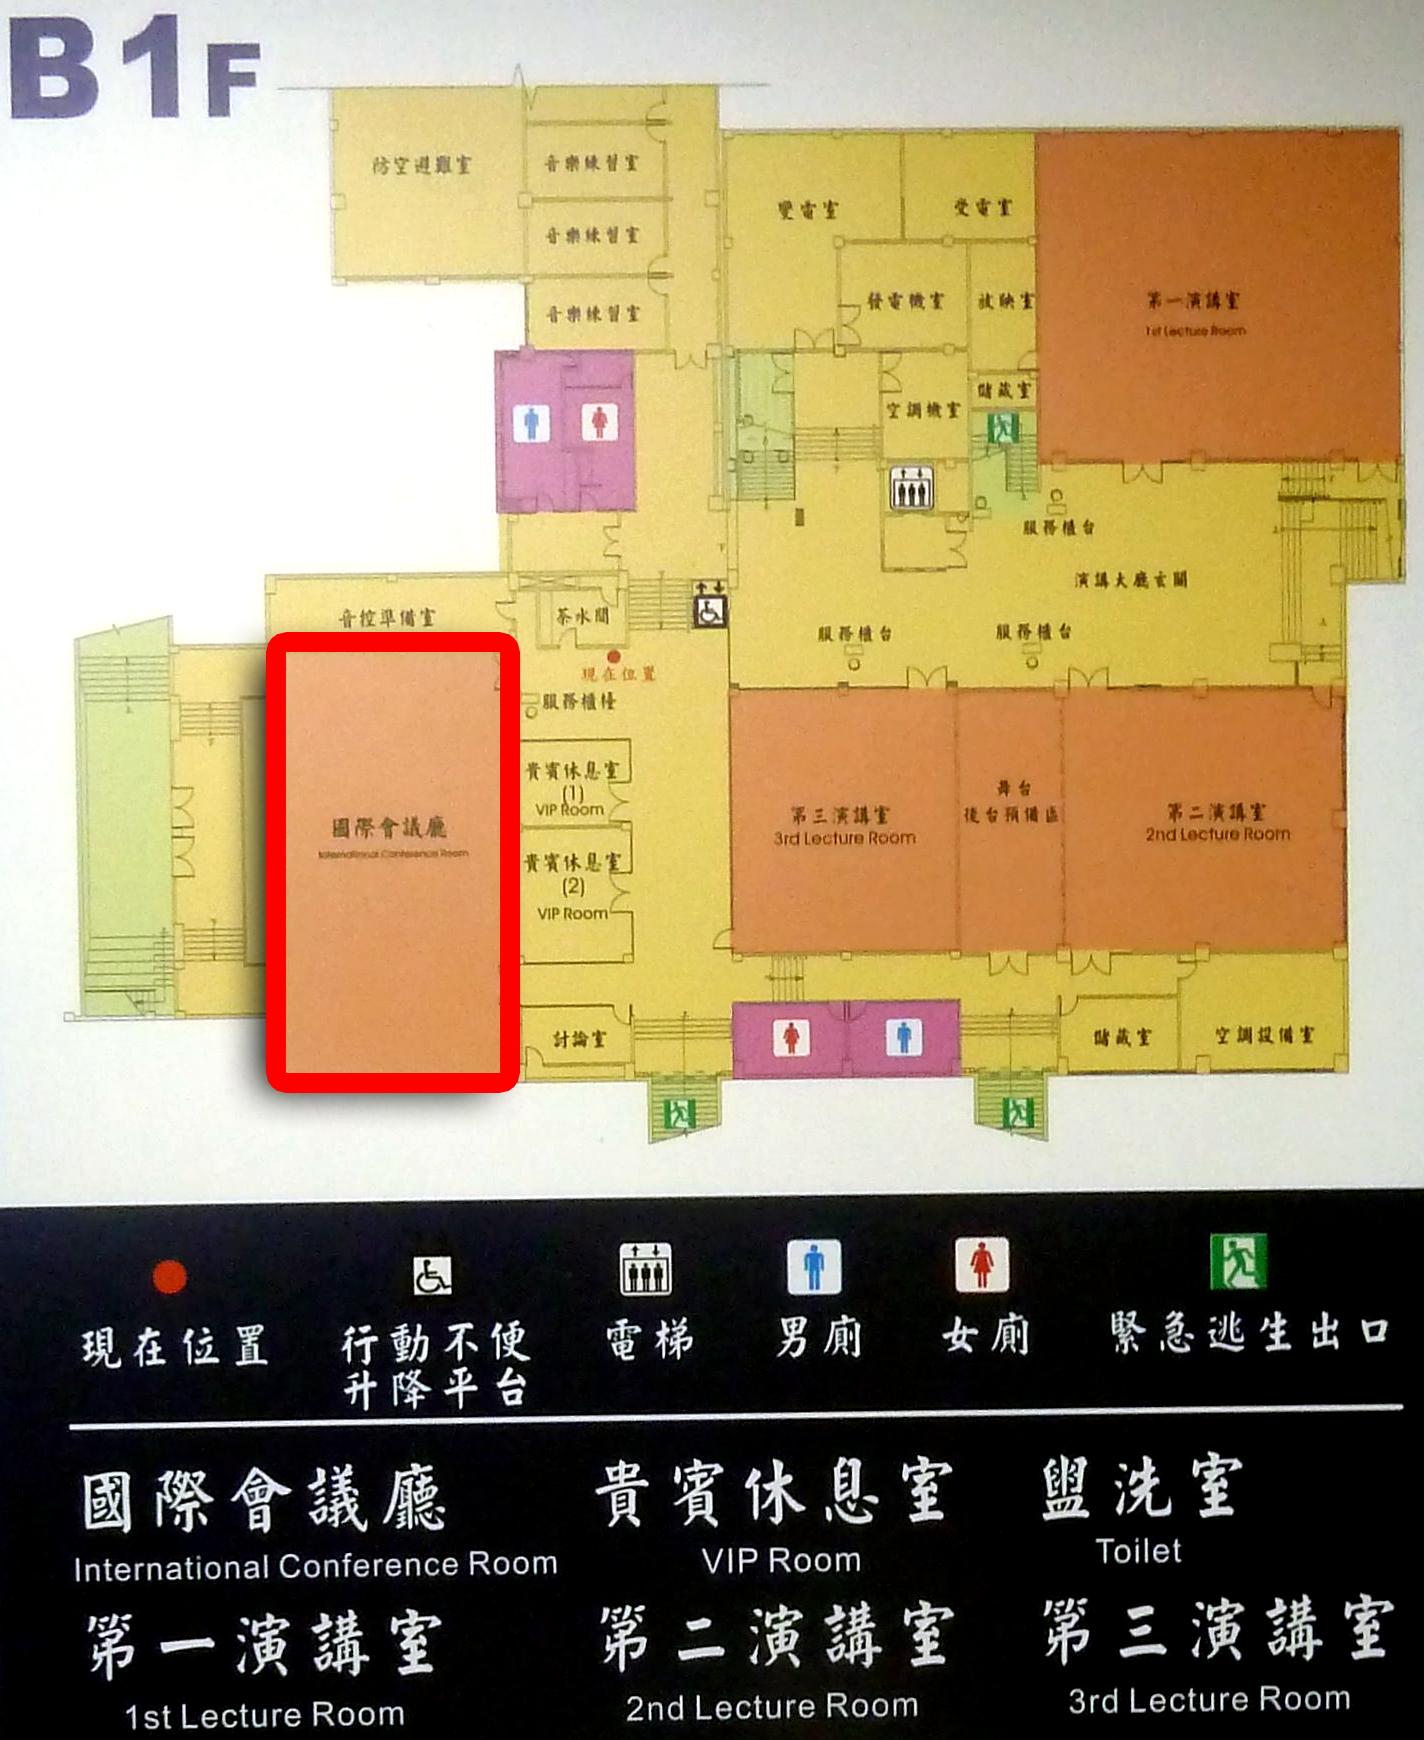 B1F
防空避難室
音樂練習室
音樂練習室
音樂練習室
變電室
受電室
發電機室
放映室
第一演講室
1st Lecture Room
儲藏室
空調機室
服務櫃台
演講大廳玄關
音控準備室
茶水間
現在位置
服務櫃檯
服務櫃台
服務櫃台
國際會議廳
International Conference Room
貴賓休息室
(1)
VIP Room
貴賓休息室
(2)
VIP Room
第三演講室
3rd Lecture Room
舞台
後台預備區
第二演講室
2nd Lecture Room
討論室
儲藏室
空調設備室
現在位置
行動不便
升降平台
電梯
男廁
女廁
緊急逃生出口
國際會議廳
International Conference Room
貴賓休息室
VIP Room
盥洗室
Toilet
第一演講室
1st Lecture Room
第二演講室
2nd Lecture Room
第三演講室
3rd Lecture Room